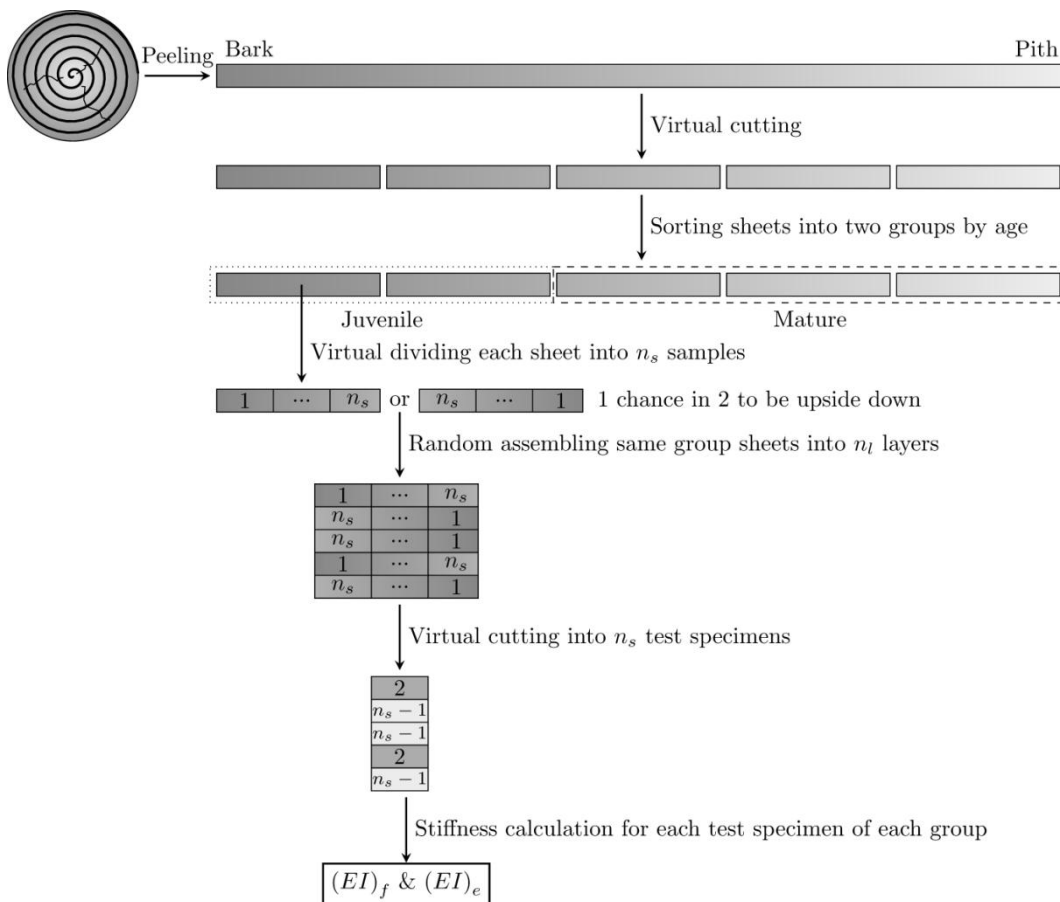 Peeling
Bark
Pith
Virtual cutting
Sorting sheets into two groups by age
Juvenile
Mature
Virtual dividing each sheet into n_s samples
1 ... n_s or n_s ... 1 1 chance in 2 to be upside down
Random assembling same group sheets into n_l layers
1 ... n_s
n_s ... 1
n_s ... 1
1 ... n_s
n_s ... 1
Virtual cutting into n_s test specimens
2
n_s − 1
n_s − 1
2
n_s − 1
Stiffness calculation for each test specimen of each group
(EI)_f & (EI)_e